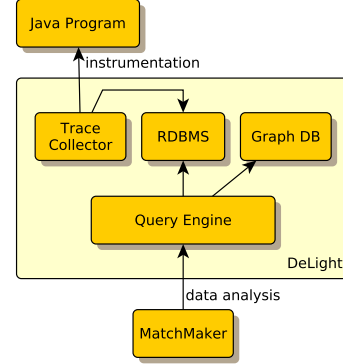 Java Program
instrumentation
Trace
Collector
RDBMS
Graph DB
Query Engine
DeLight
data analysis
MatchMaker